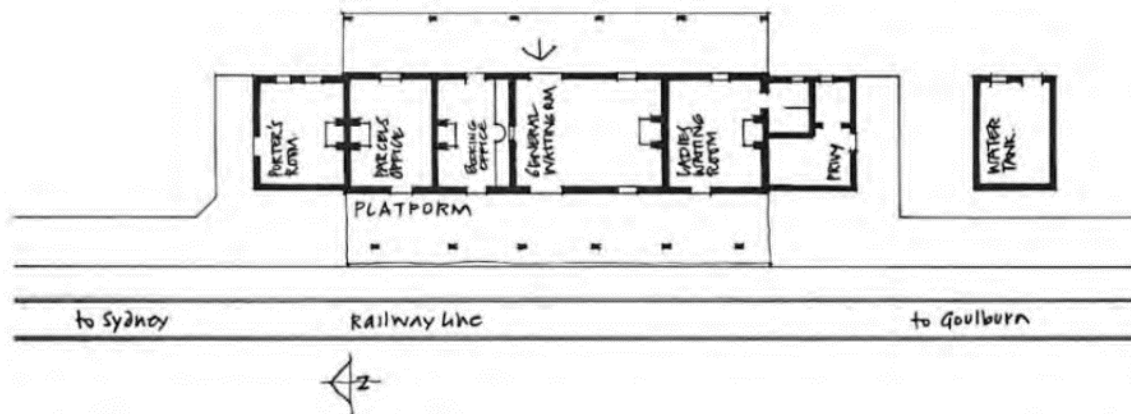 PORTER'S
ROOM.
PARCELS
OFFICE
BOOKING
OFFICE
GENERAL
WAITING RM
LADIES
WAITING
ROOM
PRIVY
WATER
TANK.
PLATFORM
to Sydney
Railway Line
to Goulburn
Z